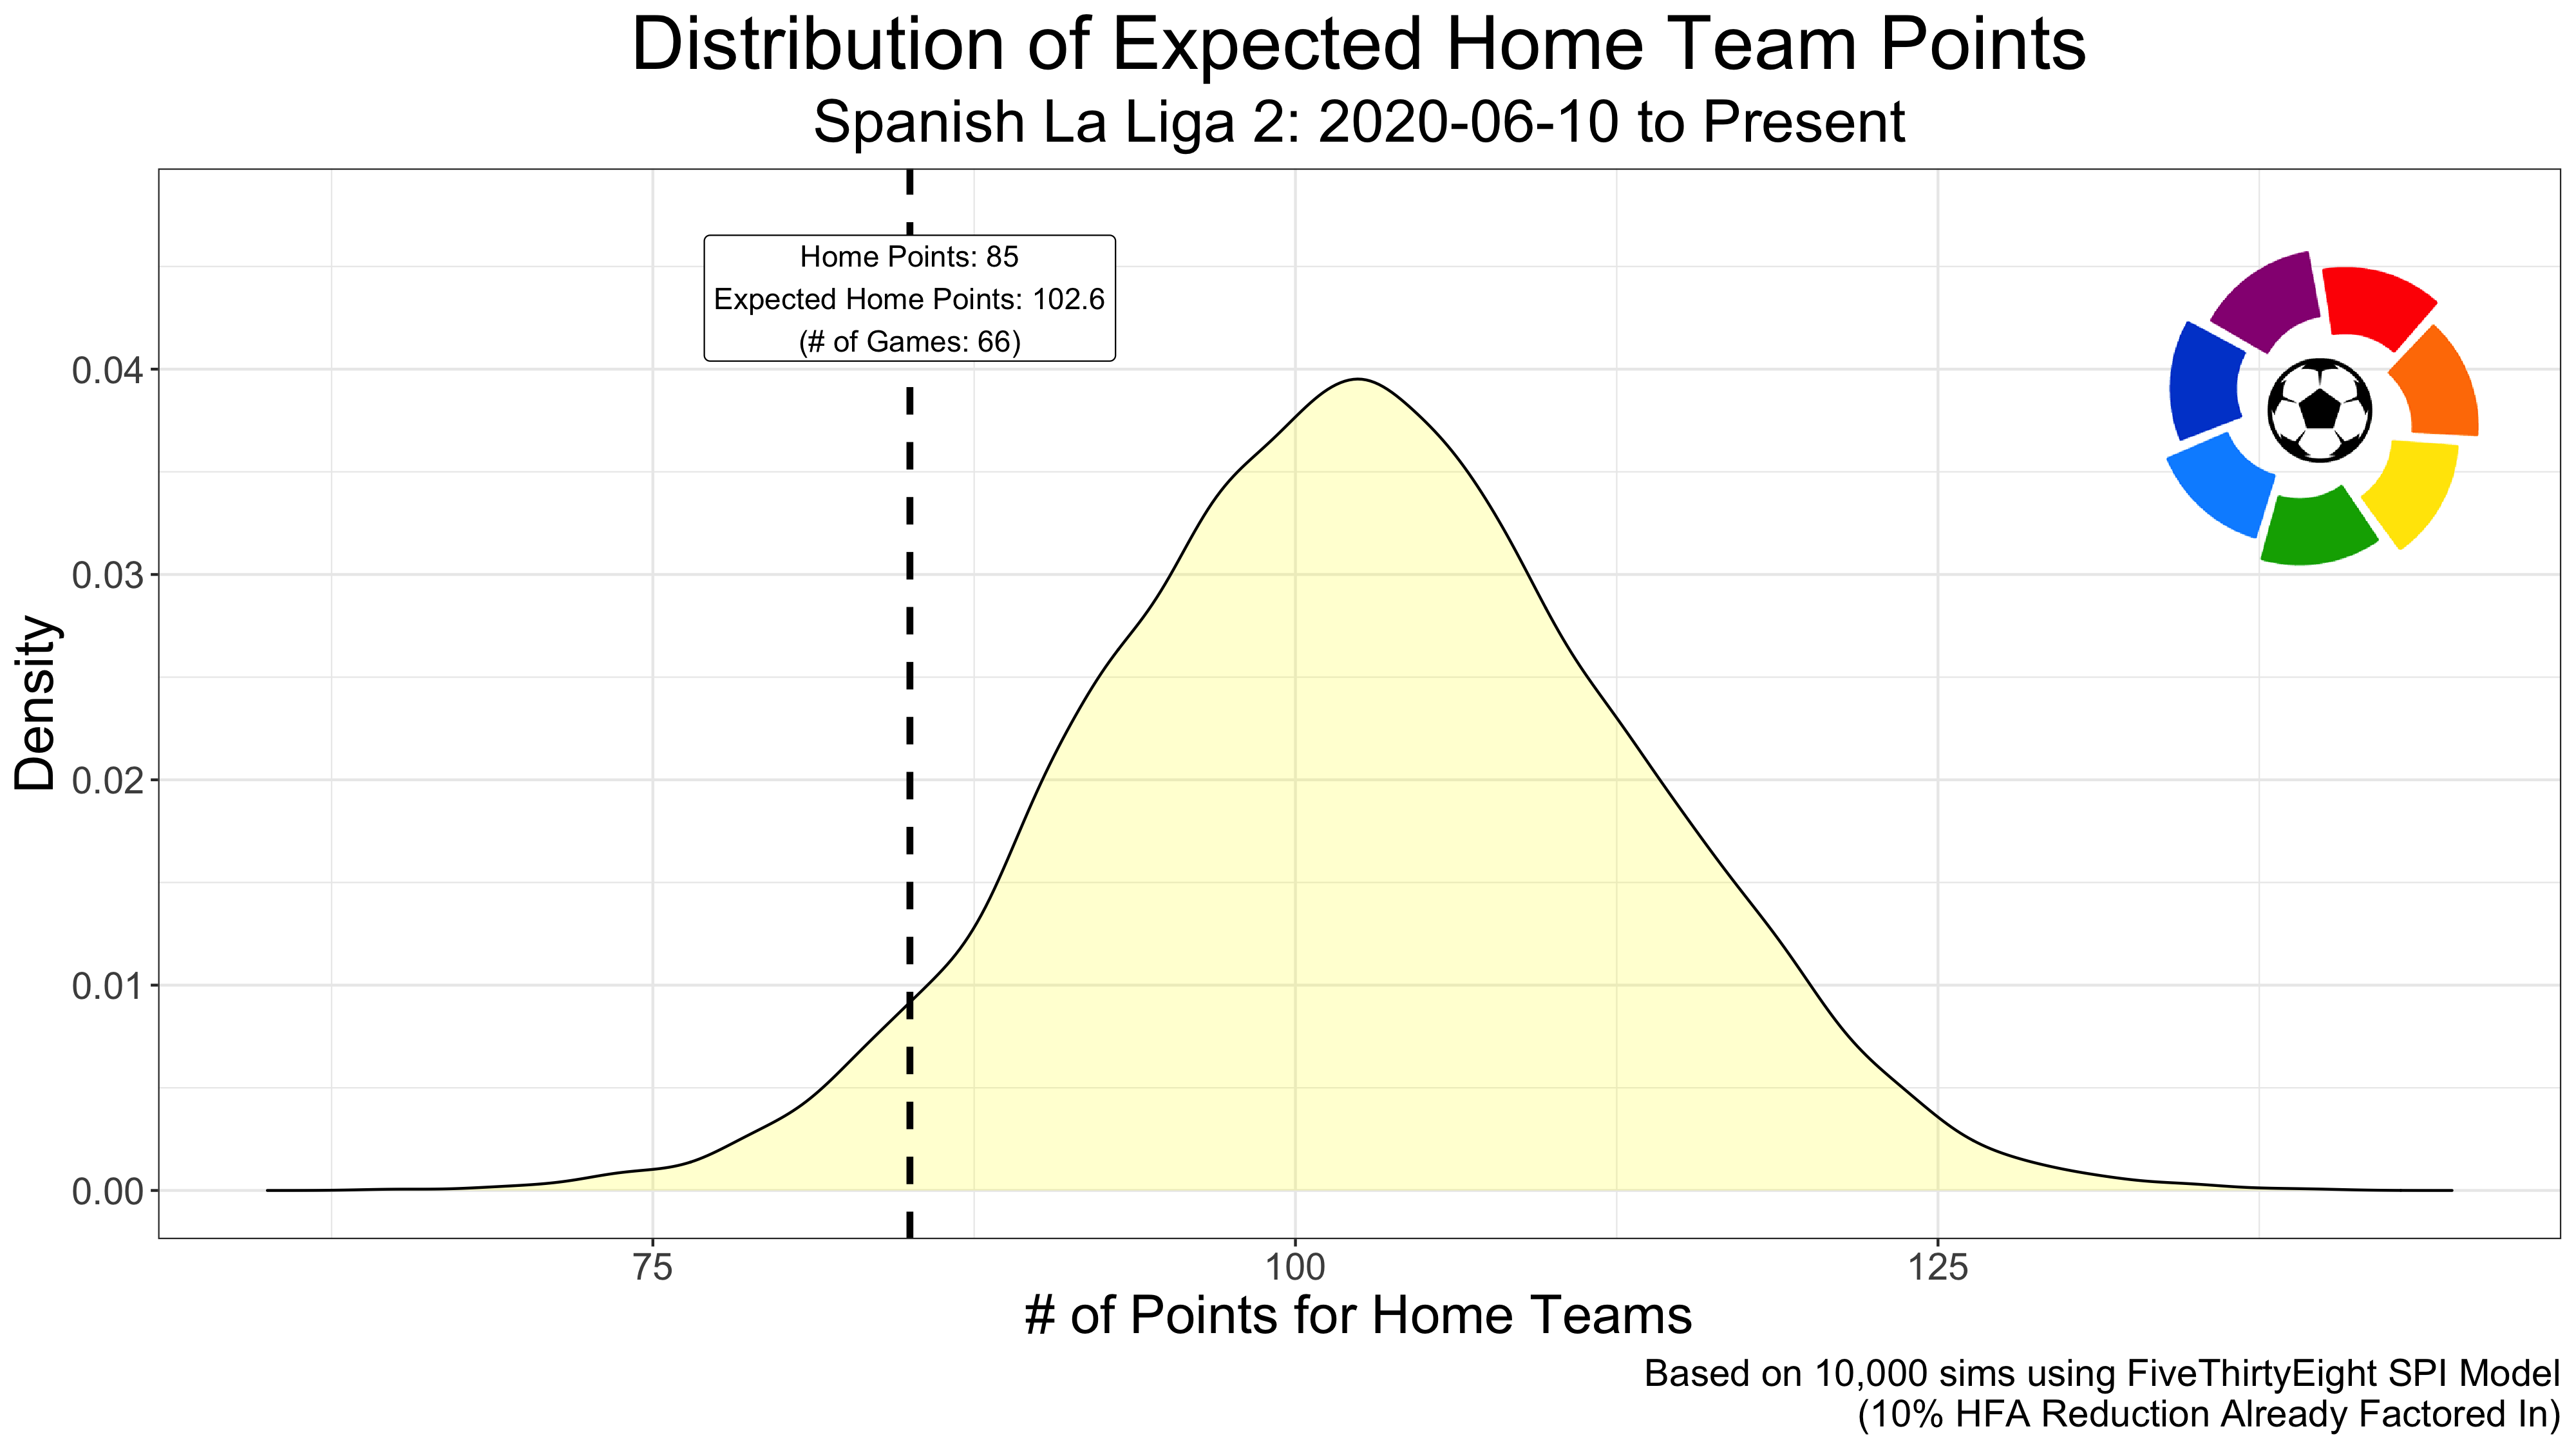 Distribution of Expected Home Team Points
Spanish La Liga 2: 2020-06-10 to Present
Home Points: 85
Expected Home Points: 102.6
(# of Games: 66)
0.04
0.03
0.02
0.01
0.00
Density
75
100
125
# of Points for Home Teams
Based on 10,000 sims using FiveThirtyEight SPI Model
(10% HFA Reduction Already Factored In)